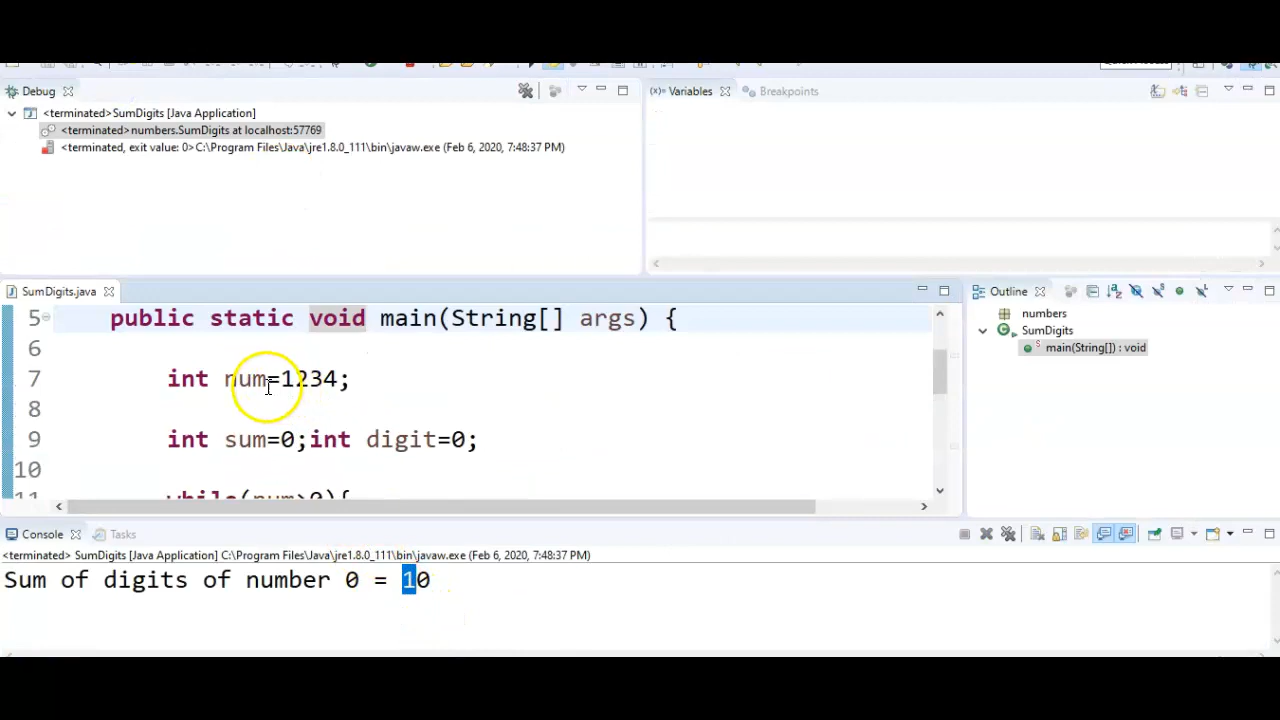 Debug
(x)= Variables
Breakpoints
<terminated>SumDigits [Java Application]
<terminated>numbers.SumDigits at localhost:57769
<terminated, exit value: 0>C:\Program Files\Java\jre1.8.0_111\bin\javaw.exe (Feb 6, 2020, 7:48:37 PM)
SumDigits.java
Outline
5 public static void main(String[] args) {
6
7 int num=1234;
8
9 int sum=0;int digit=0;
10
11 while(num>0){
numbers
SumDigits
main(String[]) : void
Console
Tasks
<terminated> SumDigits [Java Application] C:\Program Files\Java\jre1.8.0_111\bin\javaw.exe (Feb 6, 2020, 7:48:37 PM)
Sum of digits of number 0 = 10